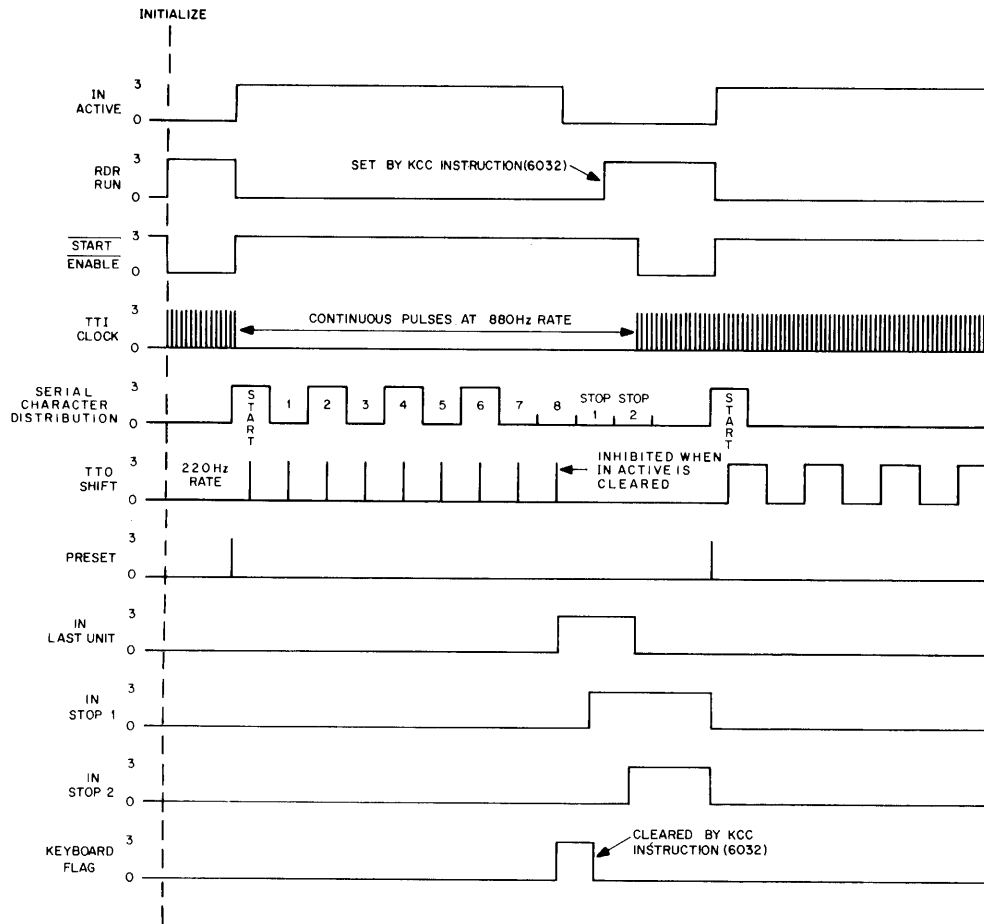 INITIALIZE
3
IN
ACTIVE
0
3
RDR
RUN
0
SET BY KCC INSTRUCTION(6032)
3
START
ENABLE
0
3
TTI
CLOCK
0
CONTINUOUS PULSES AT 880Hz RATE
SERIAL
CHARACTER
DISTRIBUTION
3
0
START
1
2
3
4
5
6
7
8
STOP STOP
1 2
START
3
TTO
SHIFT
0
220Hz
RATE
INHIBITED WHEN
IN ACTIVE IS
CLEARED
3
PRESET
0
3
IN
LAST UNIT
0
3
IN
STOP 1
0
3
IN
STOP 2
0
3
KEYBOARD
FLAG
0
CLEARED BY KCC
INSTRUCTION (6032)